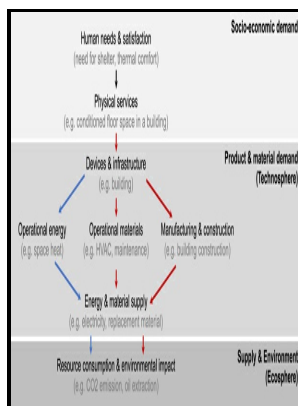 Socio-economic demand
Human needs & satisfaction
(need for shelter, thermal comfort)
Physical services
(e.g. conditioned floor space in a building)
Devices & infrastructure
(e.g. building)
Product & material demand
(Technosphere)
Operational energy
(e.g. space heat)
Operational materials
(e.g. HVAC, maintenance)
Manufacturing & construction
(e.g. building construction)
Energy & material supply
(e.g. electricity, replacement material)
Supply & Environment
(Ecosphere)
Resource consumption & environmental impact
(e.g. CO2 emission, oil extraction)